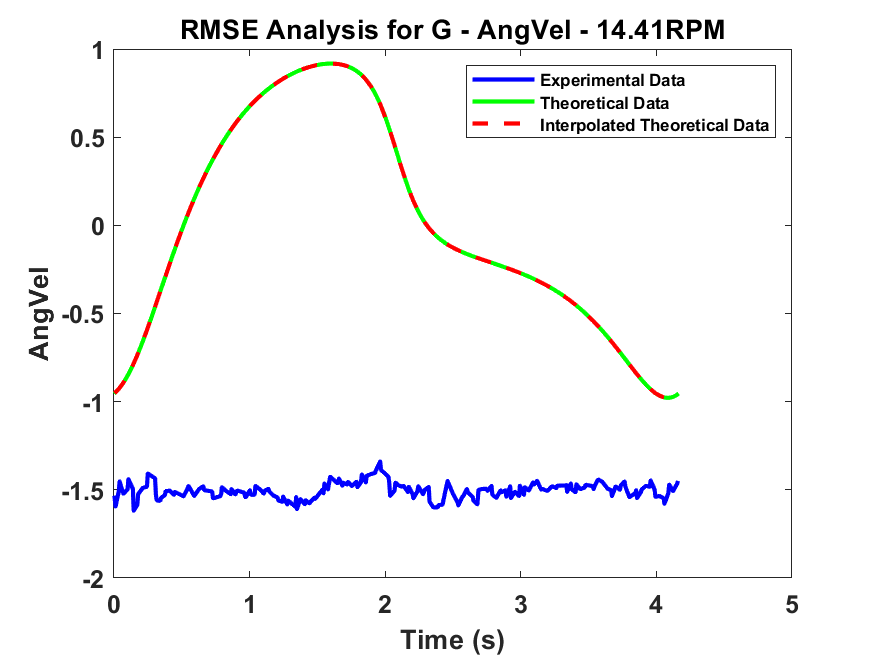 RMSE Analysis for G - AngVel - 14.41RPM
Experimental Data
Theoretical Data
Interpolated Theoretical Data
1
0.5
0
-0.5
-1
-1.5
-2
AngVel
0 1 2 3 4 5
Time (s)